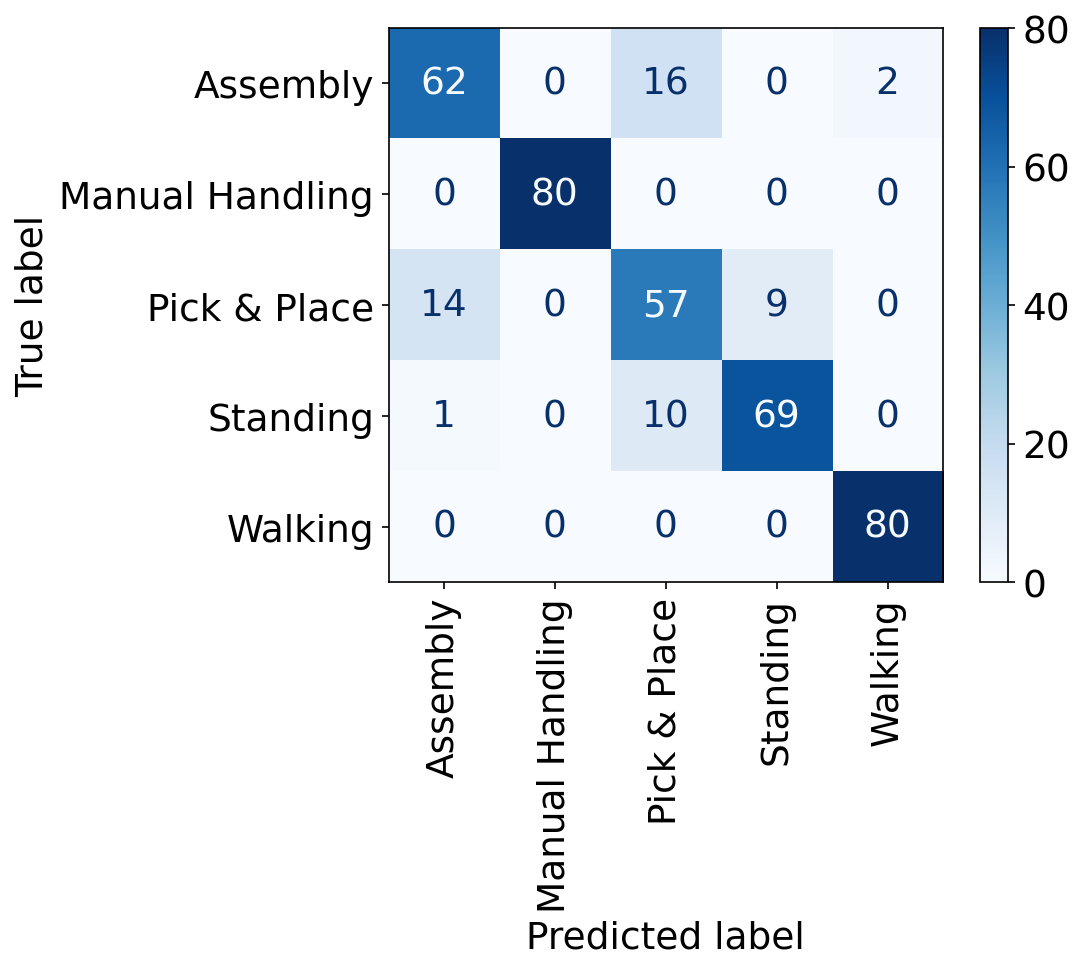 Assembly 62 0 16 0 2
Manual Handling 0 80 0 0 0
Pick & Place 14 0 57 9 0
Standing 1 0 10 69 0
Walking 0 0 0 0 80
True label
Assembly
Manual Handling
Pick & Place
Standing
Walking
Predicted label
80
60
40
20
0